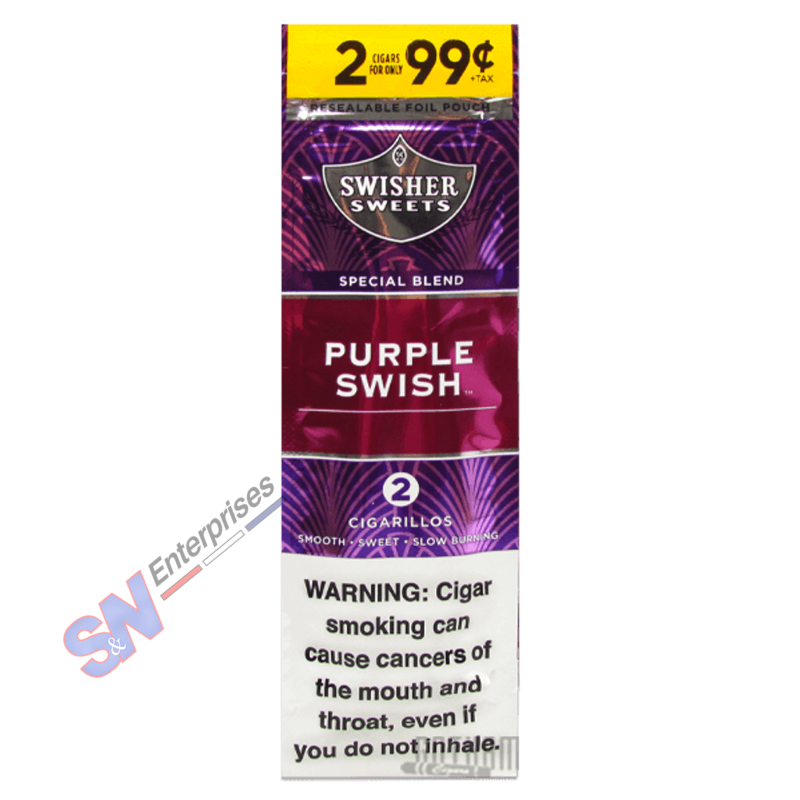 2 CIGARS FOR ONLY 99¢ +TAX
RESEALABLE FOIL POUCH
SWISHER
SWEETS
SPECIAL BLEND
PURPLE
SWISH™
2
CIGARILLOS
SMOOTH • SWEET • SLOW BURNING
S&N Enterprises
WARNING: Cigar
smoking can
cause cancers of
the mouth and
throat, even if
you do not inhale.